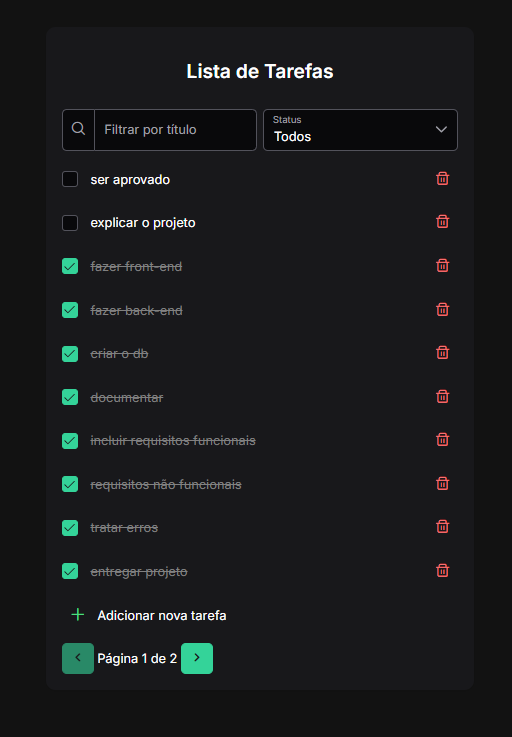 Lista de Tarefas
Filtrar por título
Status
Todos
ser aprovado
explicar o projeto
fazer front-end
fazer back-end
criar o db
documentar
incluir requisitos funcionais
requisitos não funcionais
tratar erros
entregar projeto
Adicionar nova tarefa
Página 1 de 2